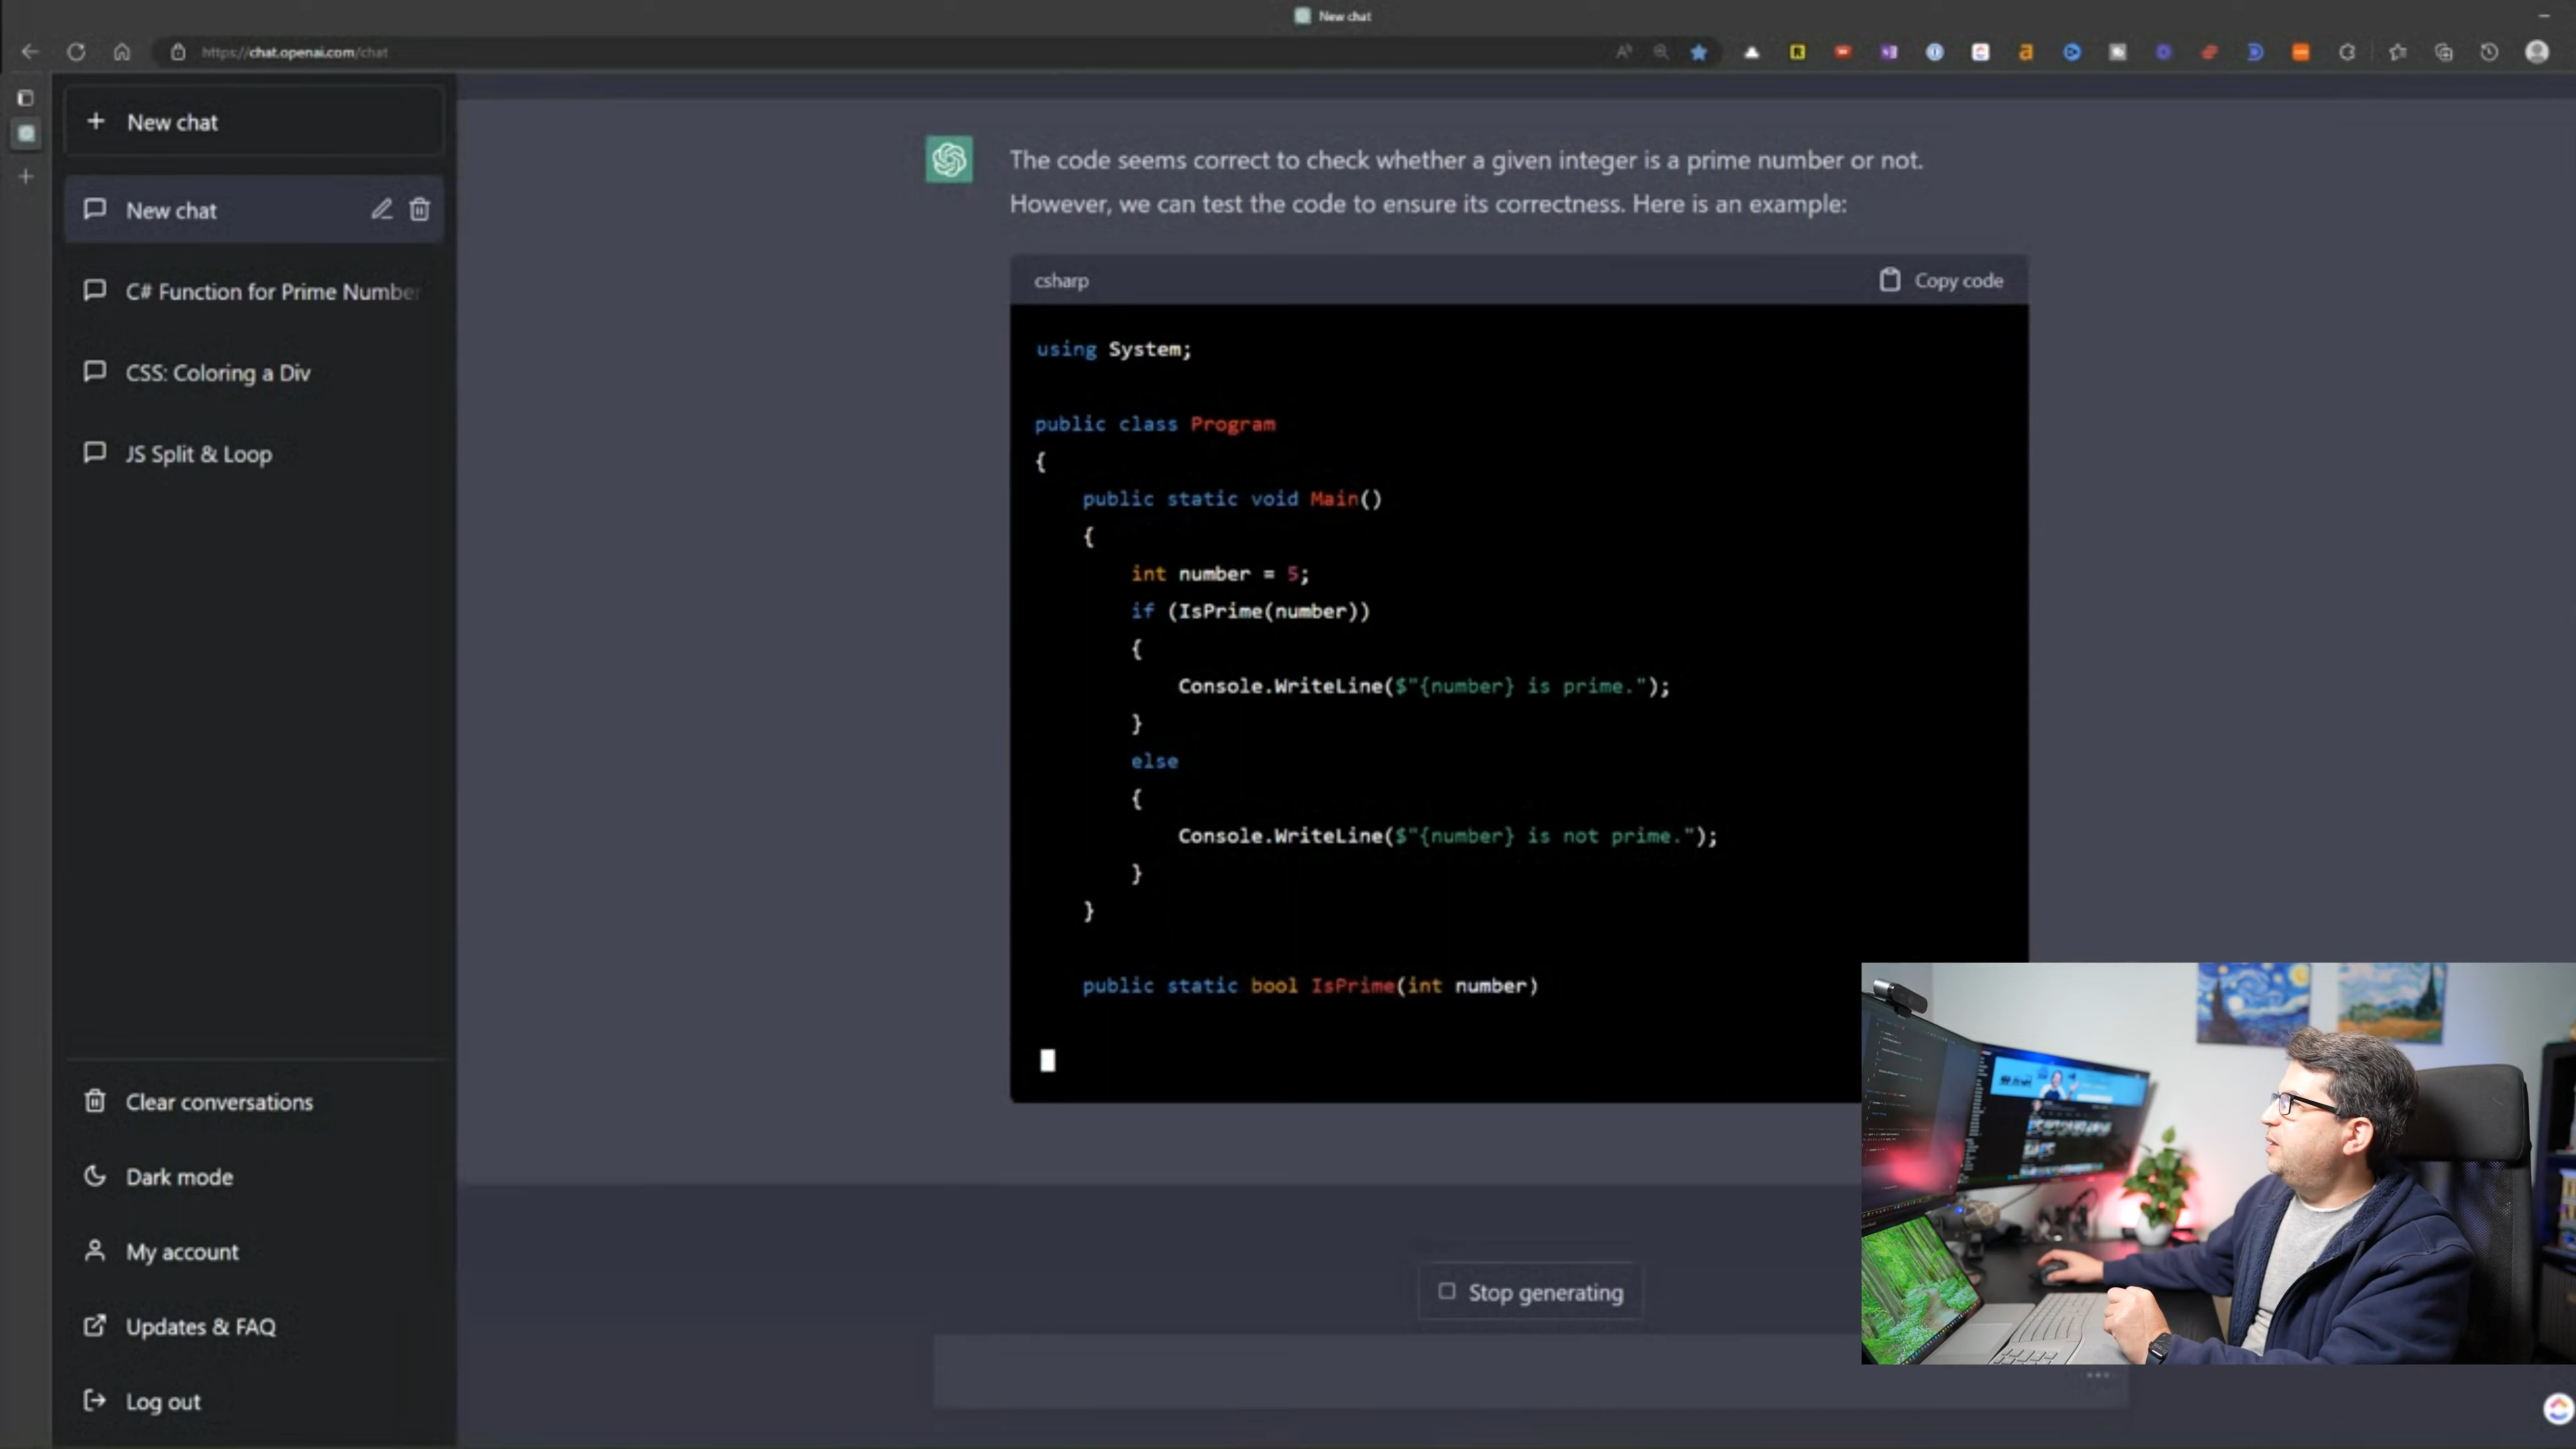 New chat
https://chat.openai.com/chat
New chat
New chat
C# Function for Prime Number
CSS: Coloring a Div
JS Split & Loop
Clear conversations
Dark mode
My account
Updates & FAQ
Log out
The code seems correct to check whether a given integer is a prime number or not.
However, we can test the code to ensure its correctness. Here is an example:
csharp
Copy code
using System;
public class Program
{
public static void Main()
{
int number = 5;
if (IsPrime(number))
{
Console.WriteLine($"{number} is prime.");
}
else
{
Console.WriteLine($"{number} is not prime.");
}
}
public static bool IsPrime(int number)
Stop generating